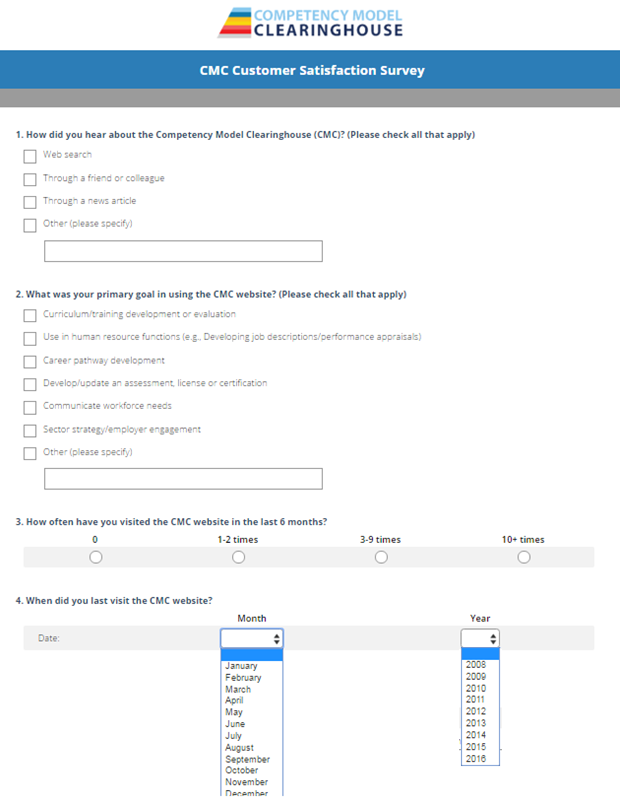 COMPETENCY MODEL
CLEARINGHOUSE
CMC Customer Satisfaction Survey
1. How did you hear about the Competency Model Clearinghouse (CMC)? (Please check all that apply)
Web search
Through a friend or colleague
Through a news article
Other (please specify)
2. What was your primary goal in using the CMC website? (Please check all that apply)
Curriculum/training development or evaluation
Use in human resource functions (e.g., Developing job descriptions/performance appraisals)
Career pathway development
Develop/update an assessment, license or certification
Communicate workforce needs
Sector strategy/employer engagement
Other (please specify)
3. How often have you visited the CMC website in the last 6 months?
0 1-2 times 3-9 times 10+ times
4. When did you last visit the CMC website?
Month Year
Date:
January 2008
February 2009
March 2010
April 2011
May 2012
June 2013
July 2014
August 2015
September 2016
October
November
December